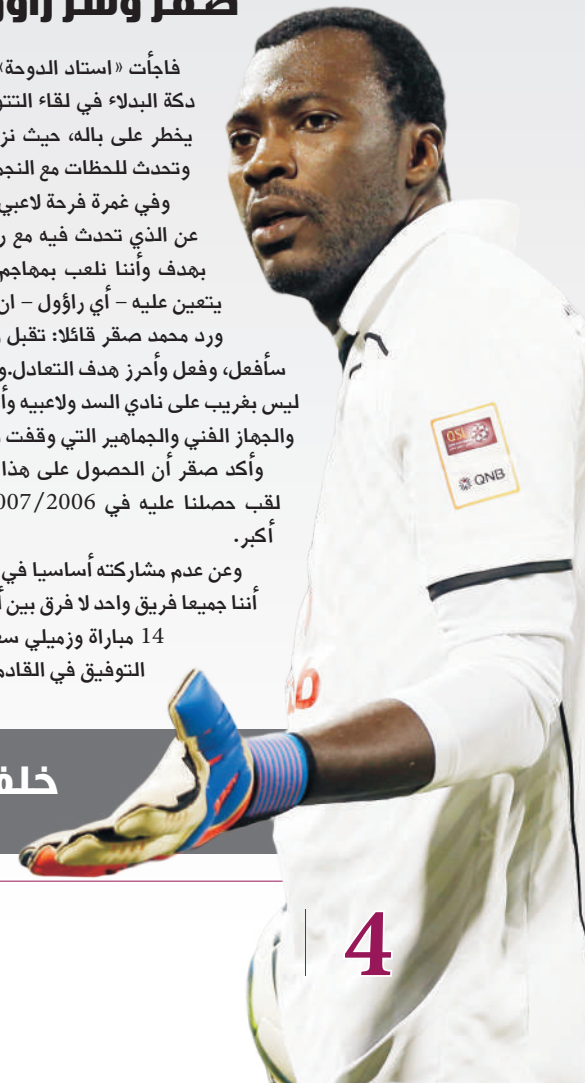 صقر وسر راؤو
فاجأت «استاد الدوحة»
دكة البدلاء في لقاء التتو
يخطر على باله، حيث نز
وتحدث للحظات مع النجم
وفي غمرة فرحة لاعبي
عن الذي تحدث فيه مع ر
بهدف وأننا نلعب بمهاجم
يتعين عليه – أي راؤول – ان
ورد محمد صقر قائلا: تقبل
سأفعل، وفعل وأحرز هدف التعادل.و
ليس بغريب على نادي السد ولاعبيه وأ
والجهاز الفني والجماهير التي وقفت
وأكد صقر أن الحصول على هذا
لقب حصلنا عليه في 2006/007
أكبر.
وعن عدم مشاركته أساسيا في
أننا جميعا فريق واحد لا فرق بين أ
14 مباراة وزميلي سع
التوفيق في القادم
QSL
QNB
خلف
4